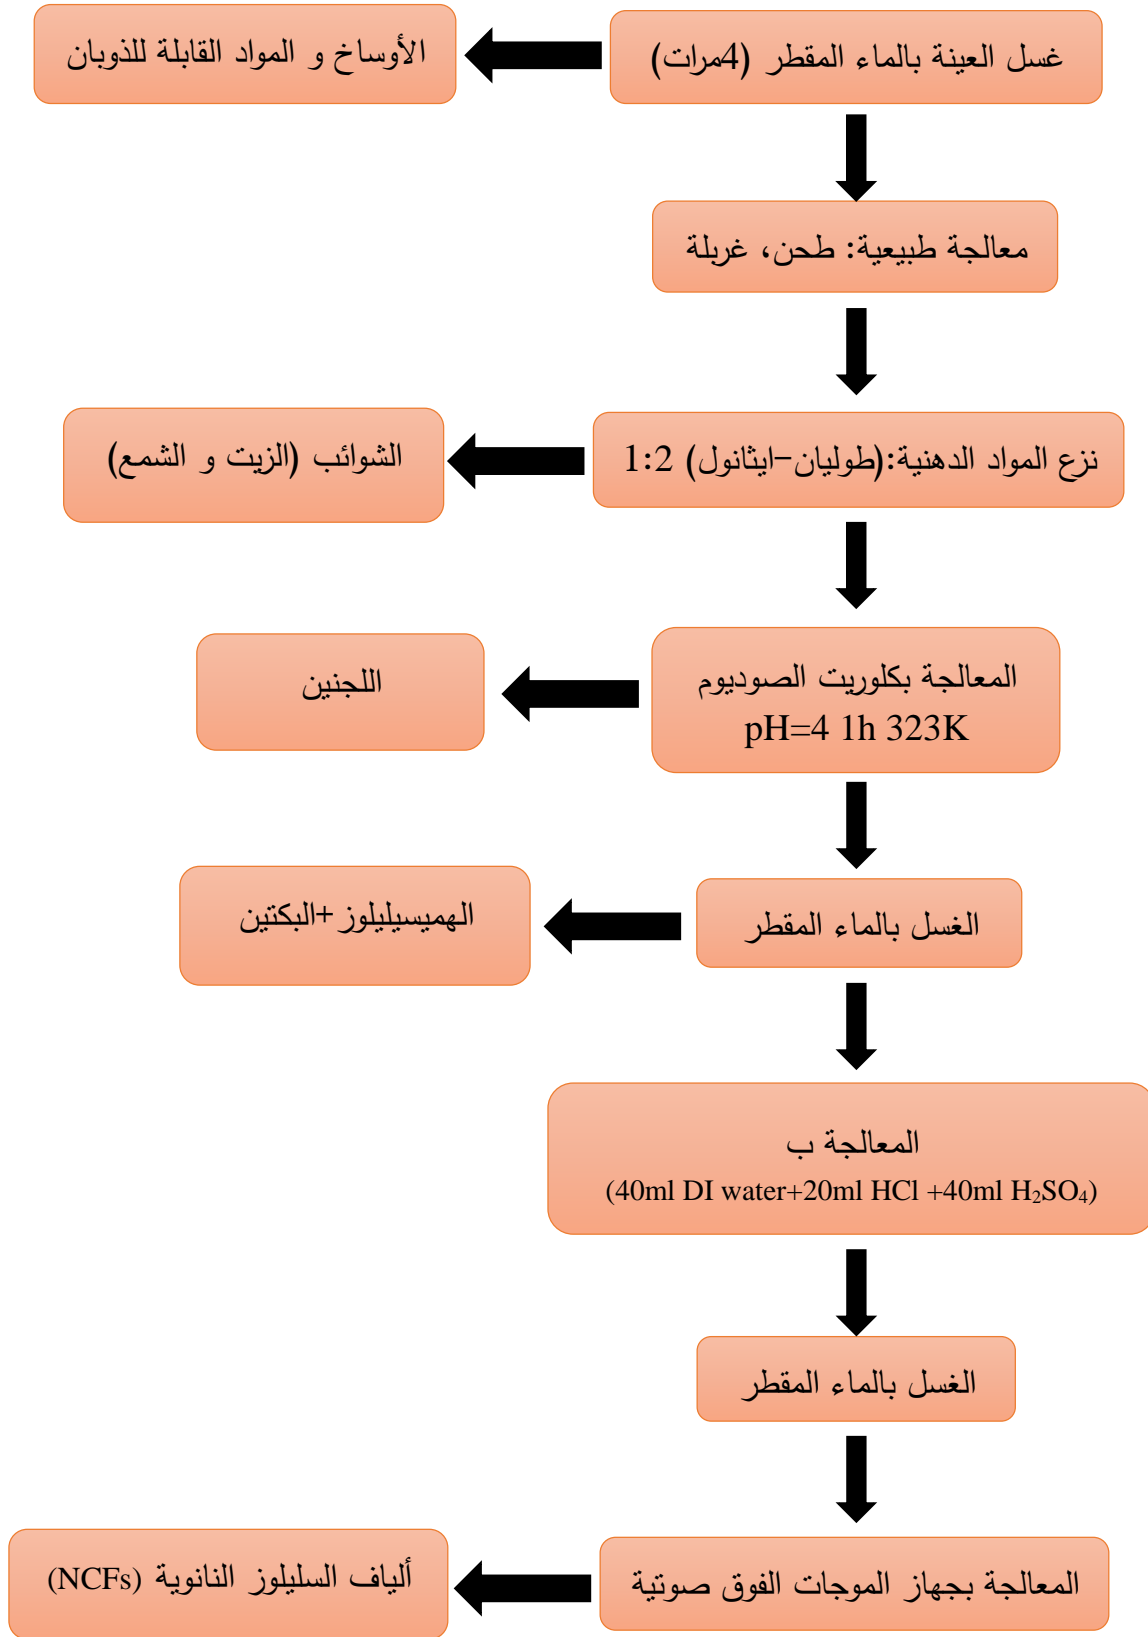 غسل العينة بالماء المقطر (4مرات)
الأوساخ و المواد القابلة للذوبان
معالجة طبيعية: طحن، غربلة
نزع المواد الدهنية:(طوليان-ايثانول) 1:2
الشوائب (الزيت و الشمع)
المعالجة بكلوريت الصوديوم
pH=4 1h 323K
اللجنين
الغسل بالماء المقطر
الهميسيليلوز+البكتين
المعالجة ب
(40ml DI water+20ml HCl +40ml H₂SO₄)
الغسل بالماء المقطر
المعالجة بجهاز الموجات الفوق صوتية
ألياف السليلوز النانوية (NCFs)